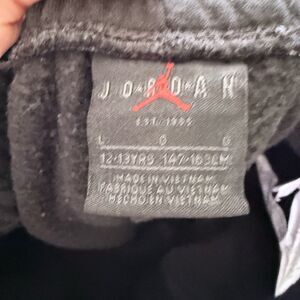 JORDAN
EST. 1985
L G G
12-13YRS 147-163CM
MADE IN VIETNAM
FABRIQUÉ AU VIETNAM
HECHO EN VIETNAM